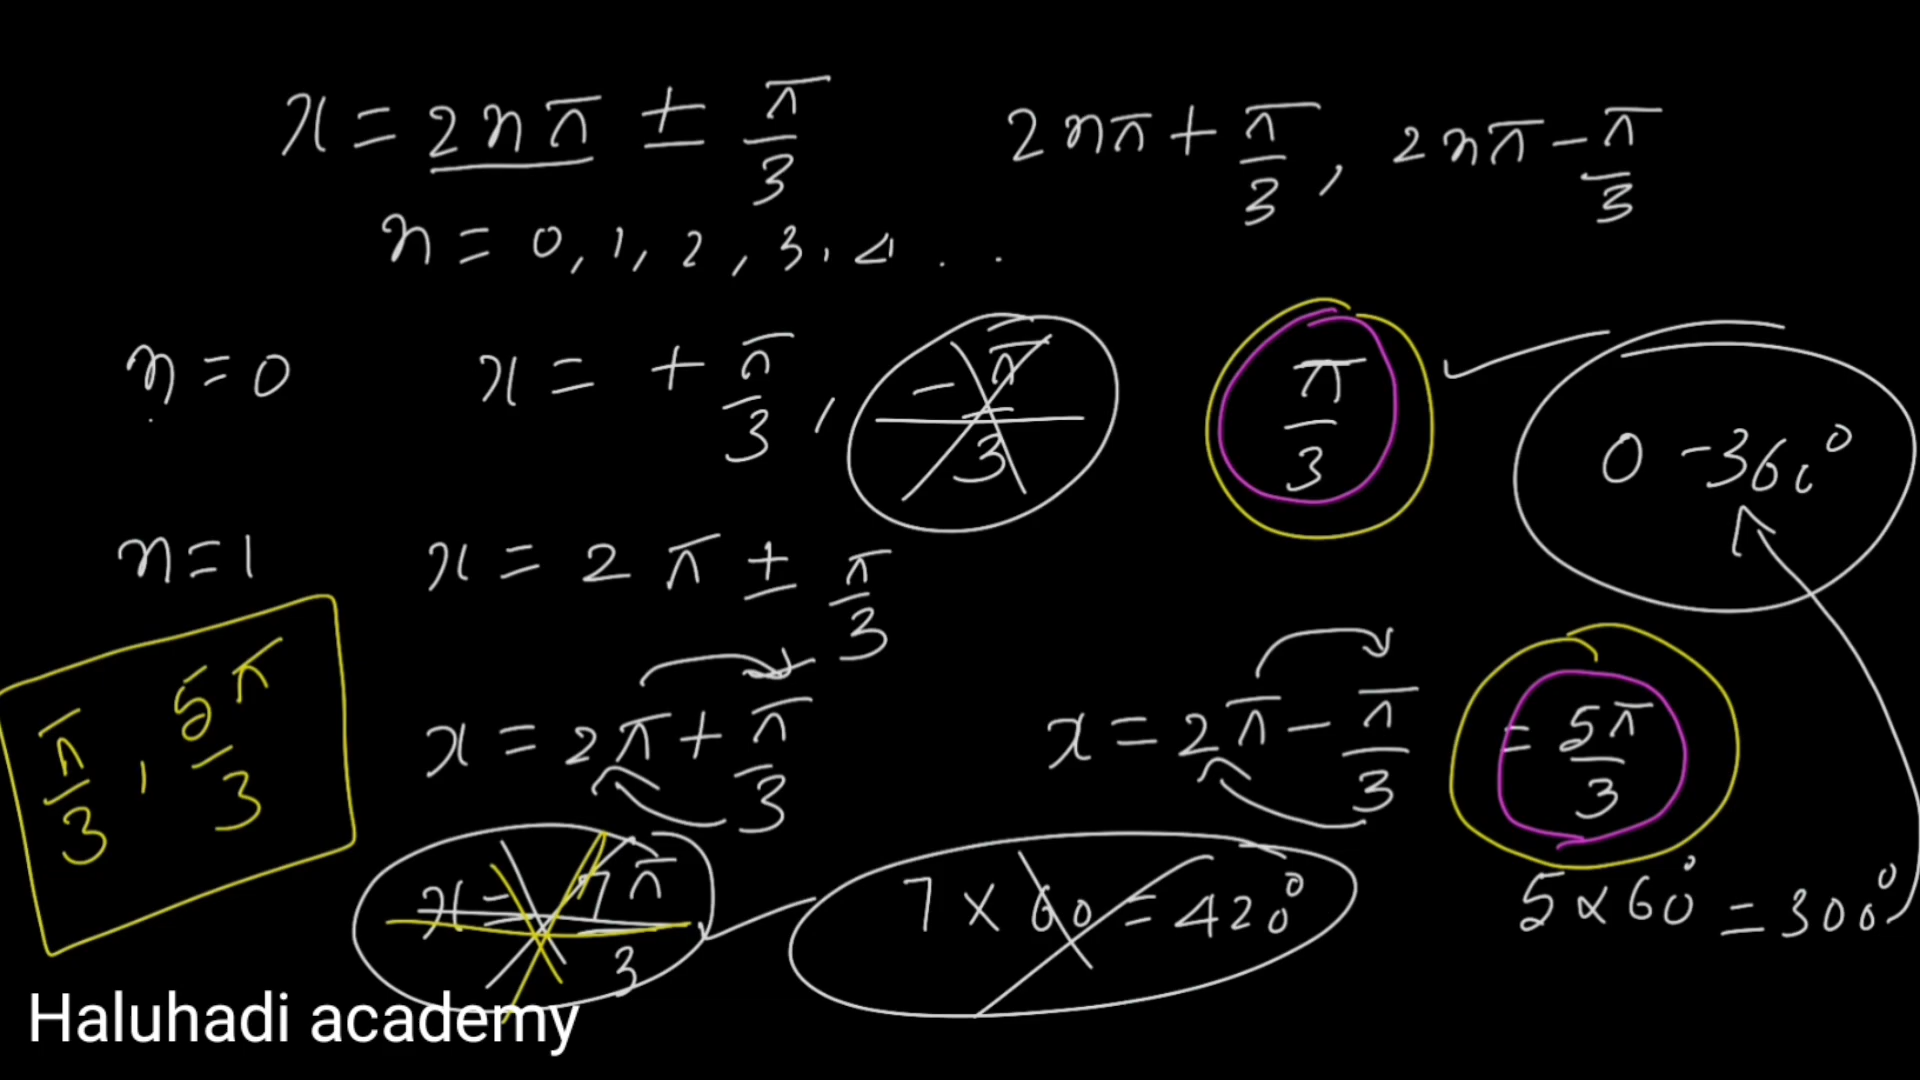 x = 2nπ ± π/3    2nπ + π/3 , 2nπ − π/3
n = 0, 1, 2, 3, 4 . .
n = 0    x = + π/3 , − π/3    π/3    0 − 360°
n = 1    x = 2π ± π/3
π/3 , 5π/3
x = 2π + π/3    x = 2π − π/3 = 5π/3
x = 7π/3    7 × 60 = 420°    5 × 60° = 300°
Haluhadi academy